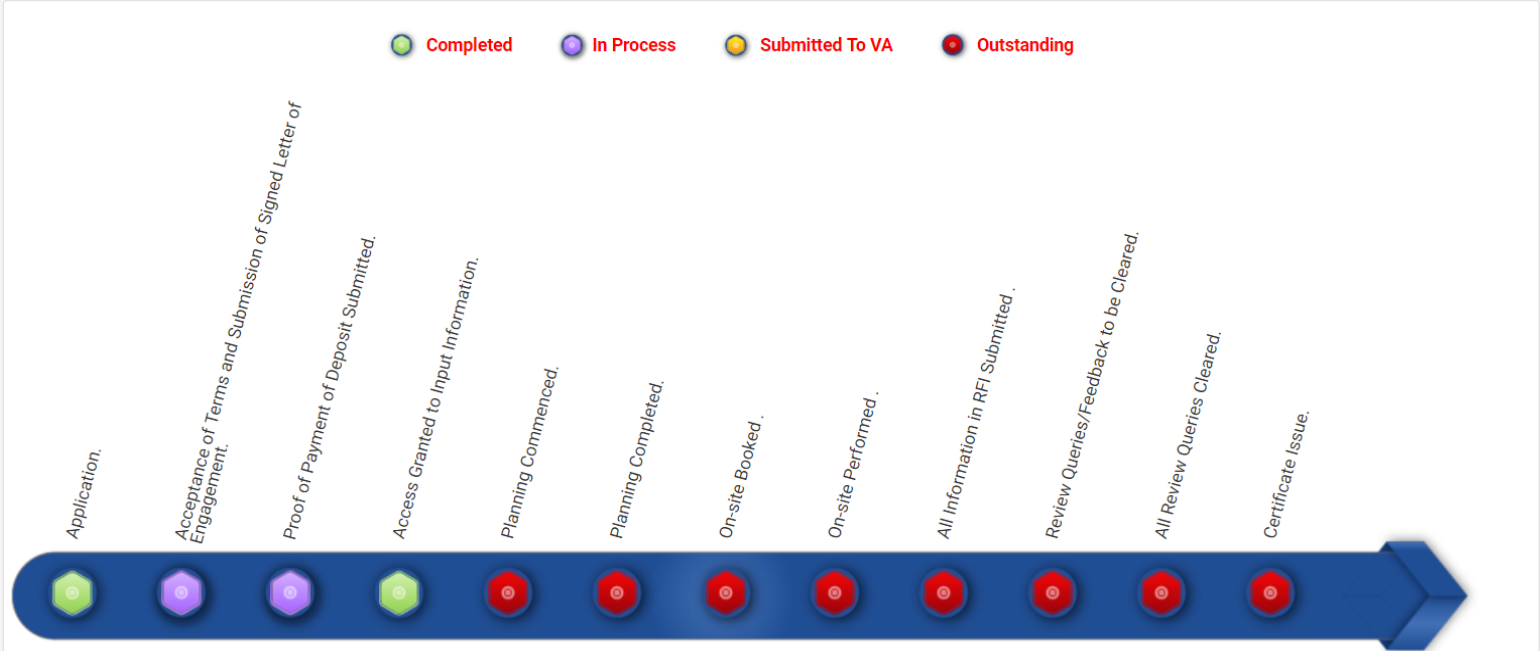 Completed
In Process
Submitted To VA
Outstanding
Application.
Acceptance of Terms and Submission of Signed Letter of
Engagement.
Proof of Payment of Deposit Submitted.
Access Granted to Input Information.
Planning Commenced.
Planning Completed.
On-site Booked .
On-site Performed .
All Information in RFI Submitted .
Review Queries/Feedback to be Cleared.
All Review Queries Cleared.
Certificate Issue.